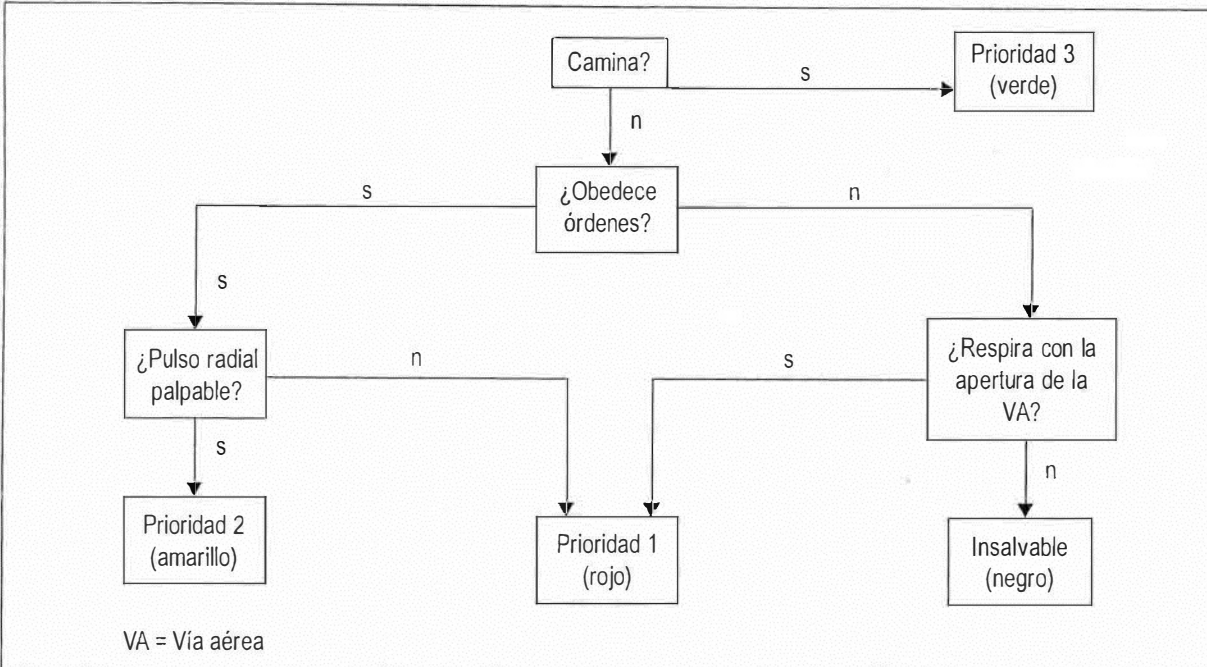 Camina?
s
Prioridad 3
(verde)
n
¿Obedece
órdenes?
s
n
s
¿Pulso radial
palpable?
n
s
¿Respira con la
apertura de la
VA?
s
n
Prioridad 2
(amarillo)
Prioridad 1
(rojo)
Insalvable
(negro)
VA = Vía aérea